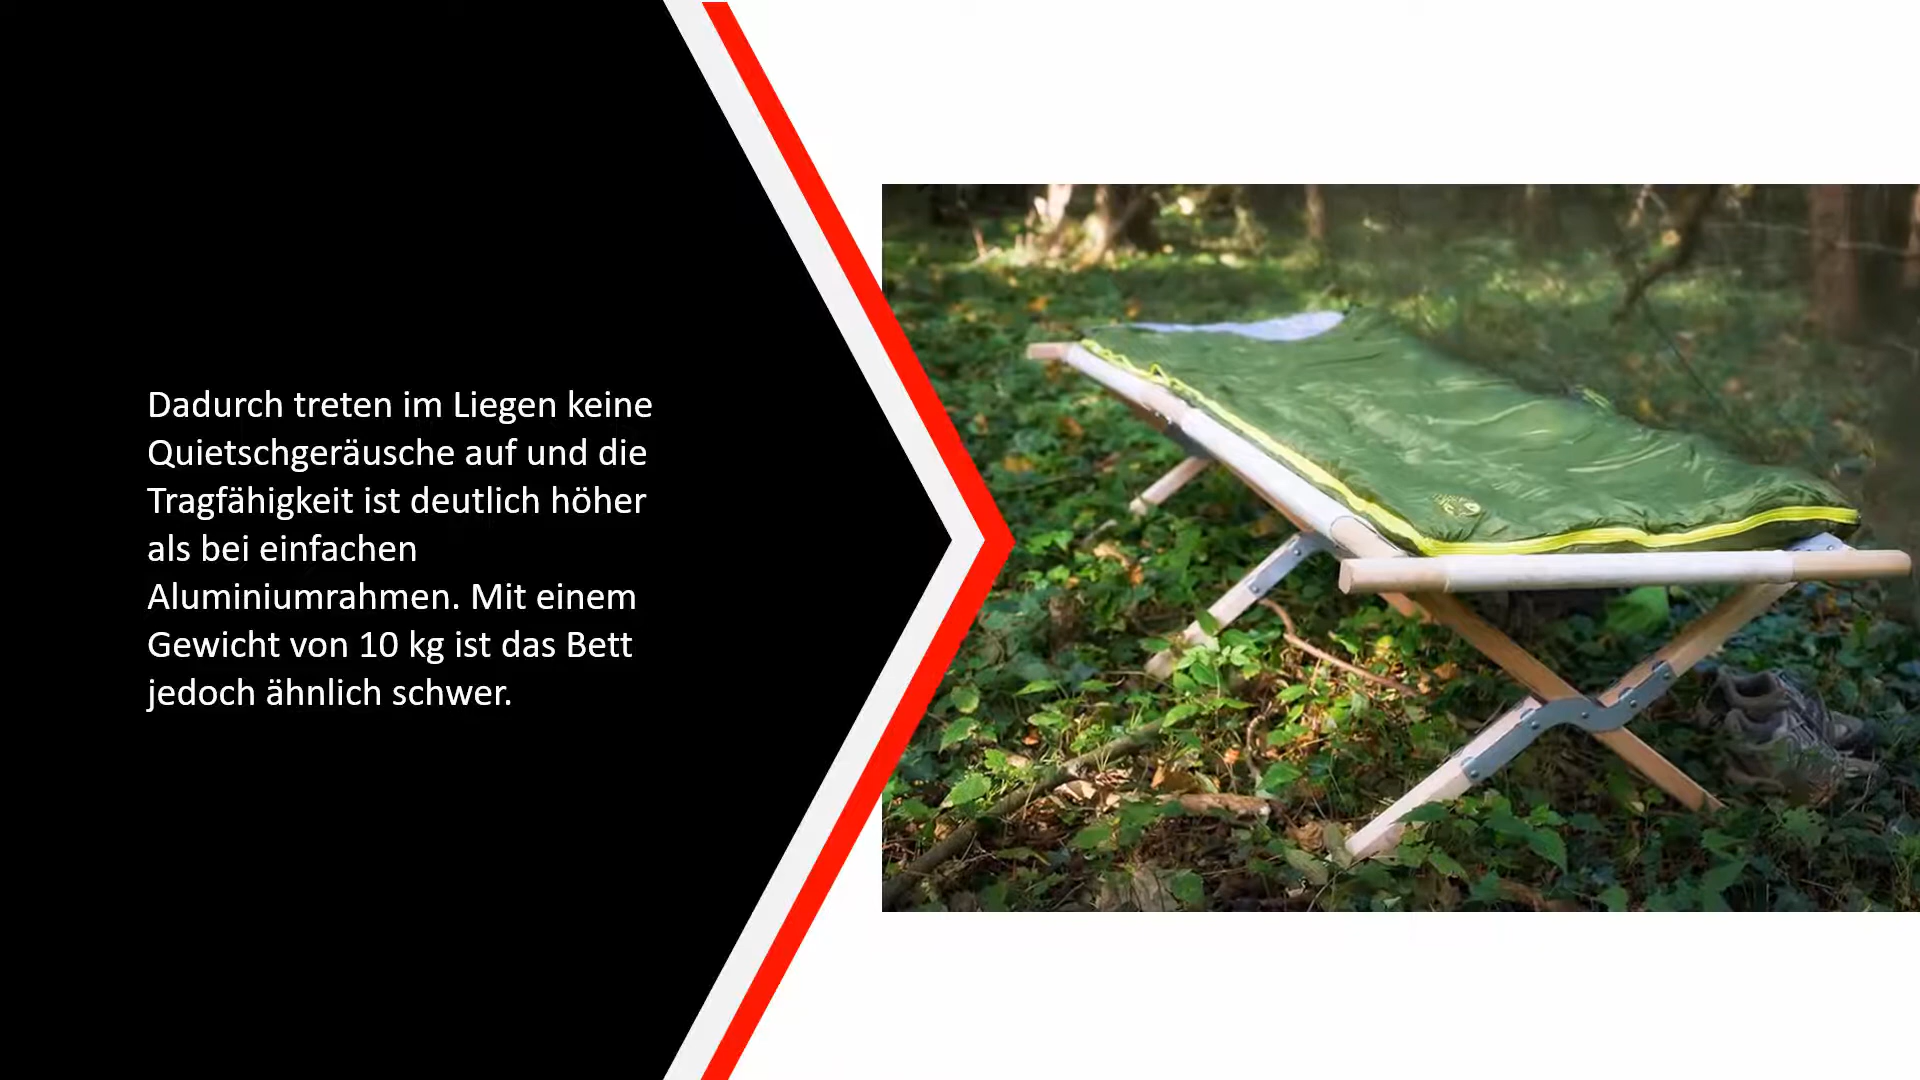 Dadurch treten im Liegen keine
Quietschgeräusche auf und die
Tragfähigkeit ist deutlich höher
als bei einfachen
Aluminiumrahmen. Mit einem
Gewicht von 10 kg ist das Bett
jedoch ähnlich schwer.